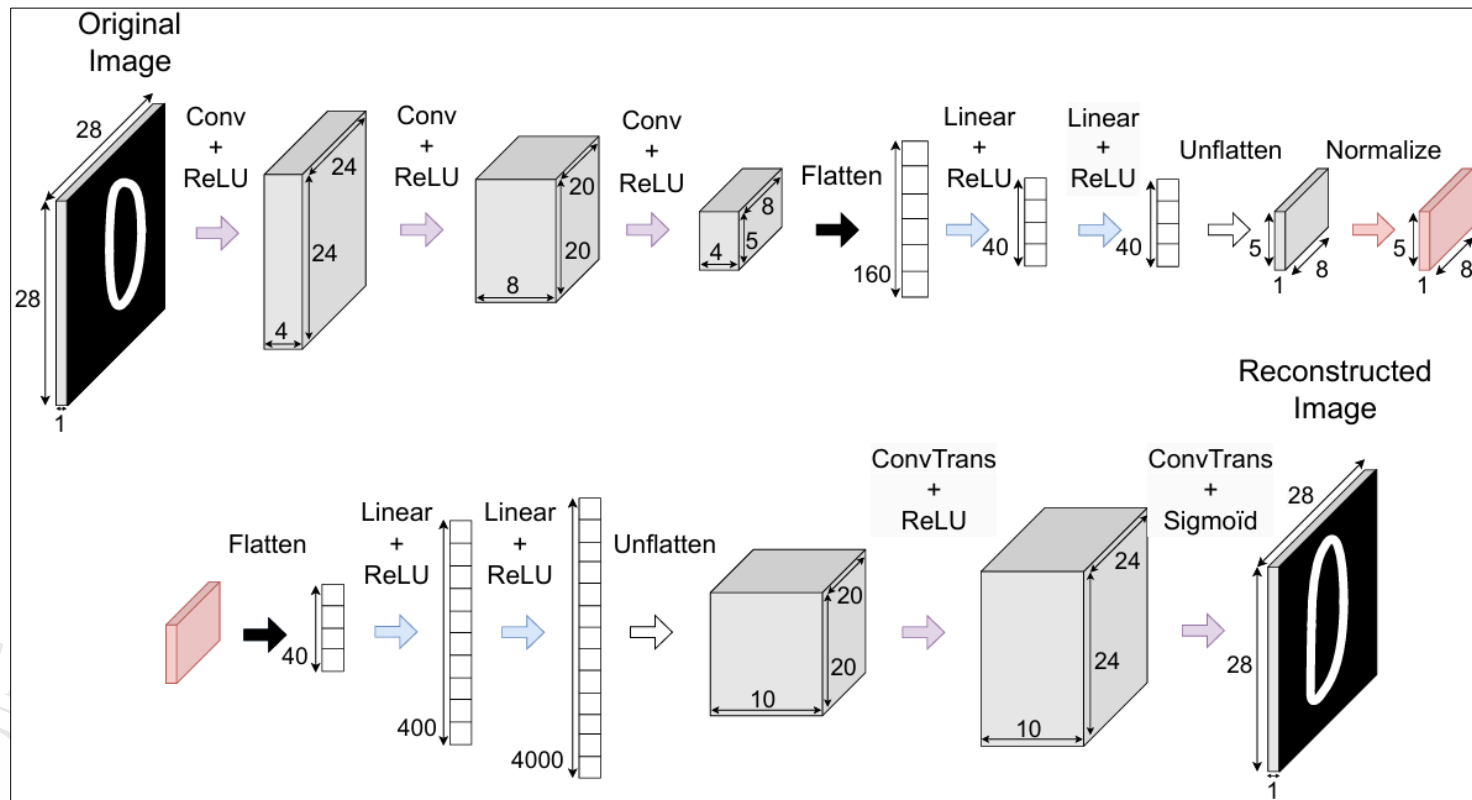 Original
Image
28
28
1
Conv
+
ReLU
24
24
4
Conv
+
ReLU
20
20
8
Conv
+
ReLU
8
5
4
Flatten
160
Linear
+
ReLU
40
Linear
+
ReLU
40
Unflatten
5
8
1
Normalize
5
8
1
Flatten
40
Linear
+
ReLU
400
Linear
+
ReLU
4000
Unflatten
20
20
10
ConvTrans
+
ReLU
24
24
10
ConvTrans
+
Sigmoïd
Reconstructed
Image
28
28
1